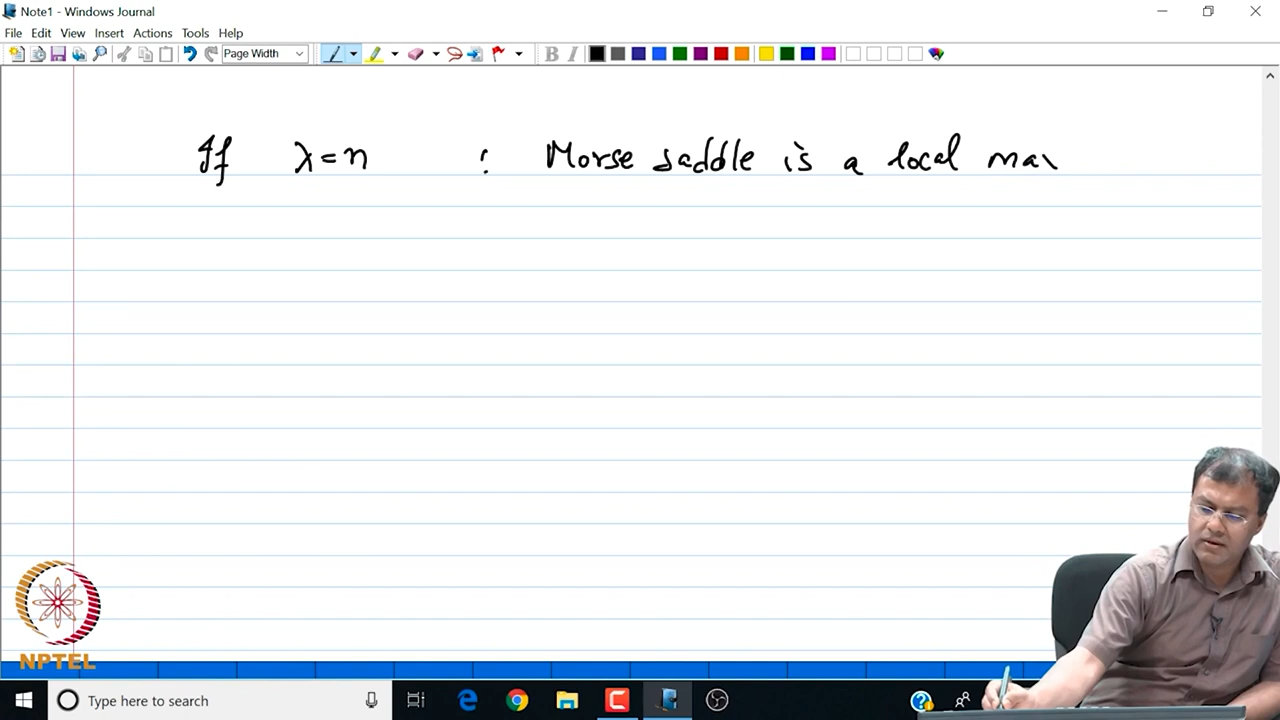 Note1 - Windows Journal
File Edit View Insert Actions Tools Help
Page Width
B I
If λ=n : Morse saddle is a local max
NPTEL
Type here to search